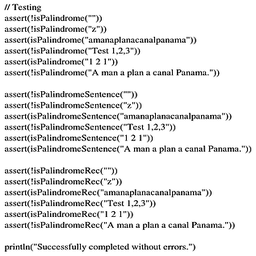 // Testing
assert(!isPalindrome(""))
assert(!isPalindrome("z"))
assert(isPalindrome("amanaplanacanalpanama"))
assert(!isPalindrome("Test 1,2,3"))
assert(isPalindrome("1 2 1"))
assert(!isPalindrome("A man a plan a canal Panama."))
assert(!isPalindromeSentence(""))
assert(!isPalindromeSentence("z"))
assert(isPalindromeSentence("amanaplanacanalpanama"))
assert(!isPalindromeSentence("Test 1,2,3"))
assert(isPalindromeSentence("1 2 1"))
assert(isPalindromeSentence("A man a plan a canal Panama."))
assert(!isPalindromeRec(""))
assert(!isPalindromeRec("z"))
assert(isPalindromeRec("amanaplanacanalpanama"))
assert(!isPalindromeRec("Test 1,2,3"))
assert(isPalindromeRec("1 2 1"))
assert(!isPalindromeRec("A man a plan a canal Panama."))
println("Successfully completed without errors.")